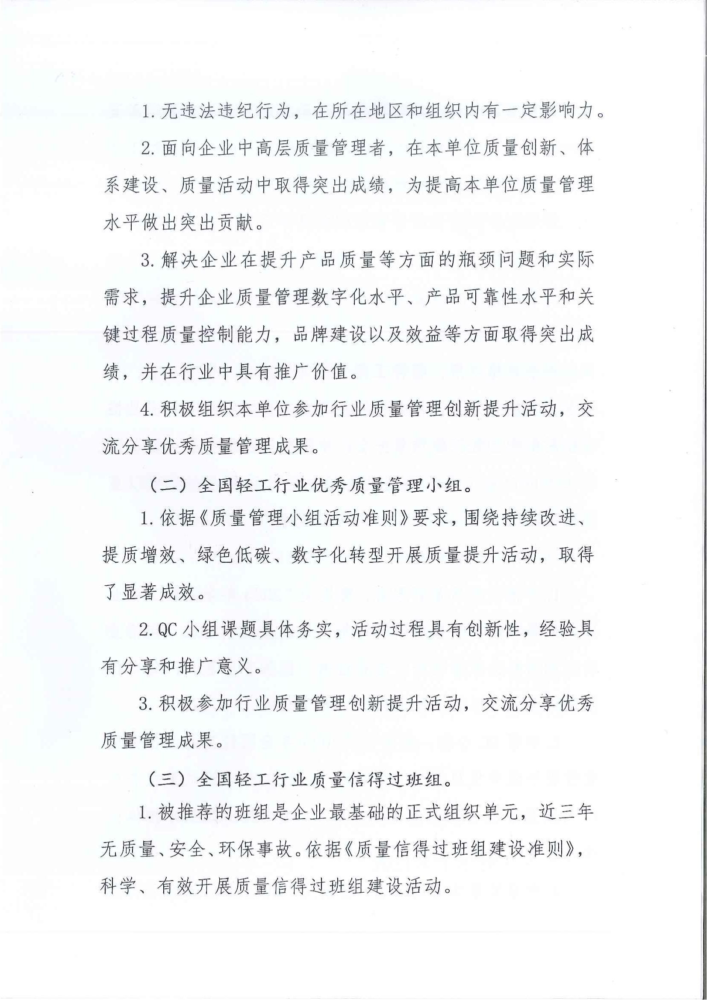 1.无违法违纪行为，在所在地区和组织内有一定影响力。
2.面向企业中高层质量管理者，在本单位质量创新、体
系建设、质量活动中取得突出成绩，为提高本单位质量管理
水平做出突出贡献。
3.解决企业在提升产品质量等方面的瓶颈问题和实际
需求，提升企业质量管理数字化水平、产品可靠性水平和关
键过程质量控制能力，品牌建设以及效益等方面取得突出成
绩，并在行业中具有推广价值。
4.积极组织本单位参加行业质量管理创新提升活动，交
流分享优秀质量管理成果。
（二）全国轻工行业优秀质量管理小组。
1.依据《质量管理小组活动准则》要求，围绕持续改进、
提质增效、绿色低碳、数字化转型开展质量提升活动，取得
了显著成效。
2.QC 小组课题具体务实，活动过程具有创新性，经验具
有分享和推广意义。
3.积极参加行业质量管理创新提升活动，交流分享优秀
质量管理成果。
（三）全国轻工行业质量信得过班组。
1.被推荐的班组是企业最基础的正式组织单元，近三年
无质量、安全、环保事故。依据《质量信得过班组建设准则》，
科学、有效开展质量信得过班组建设活动。